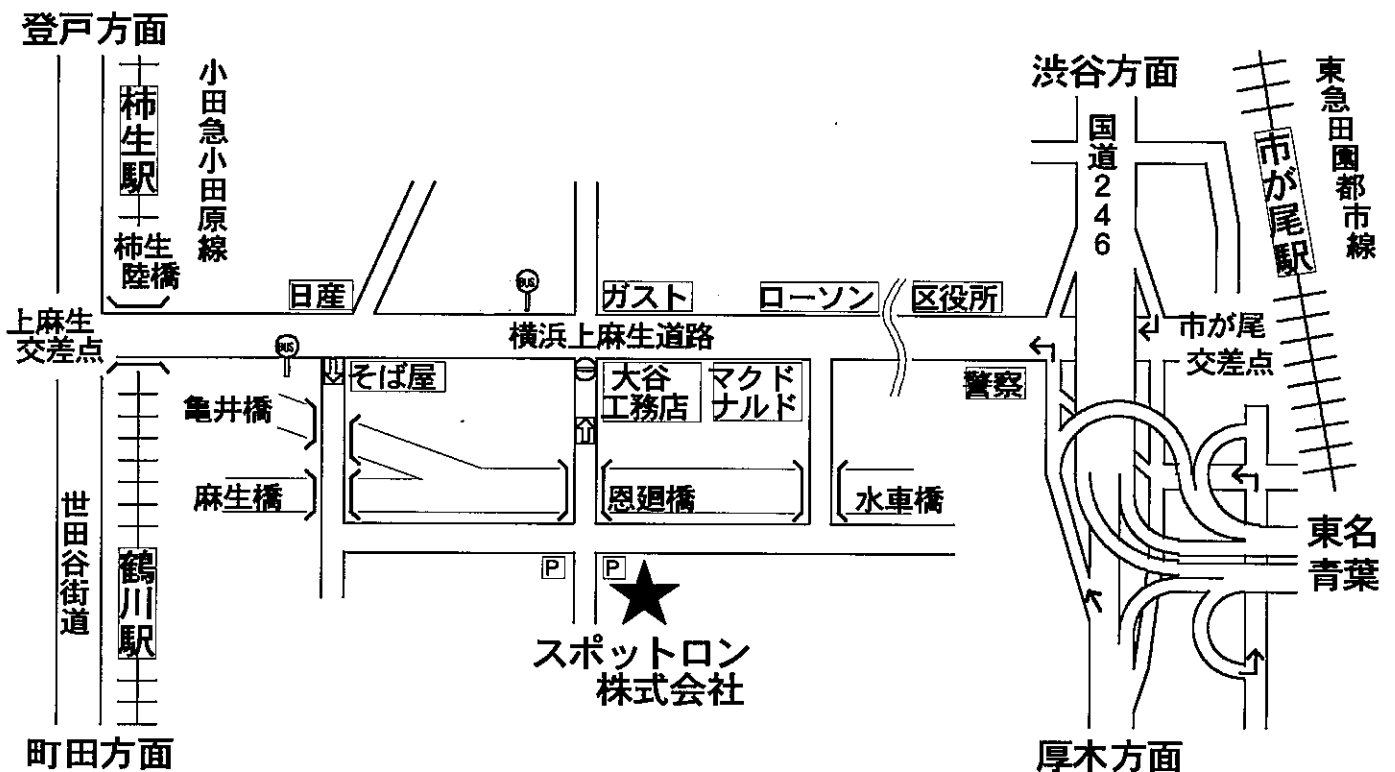 登戸方面
小田急小田原線
柿生駅
柿生
陸橋
上麻生
交差点
世田谷街道
鶴川駅
町田方面
日産
BUS
BUS
ガスト
ローソン
区役所
横浜上麻生道路
そば屋
大谷
工務店
マクド
ナルド
警察
亀井橋
麻生橋
恩廻橋
水車橋
P
P
スポットロン
株式会社
渋谷方面
国道246
東急田園都市線
市が尾駅
市が尾
交差点
東名
青葉
厚木方面